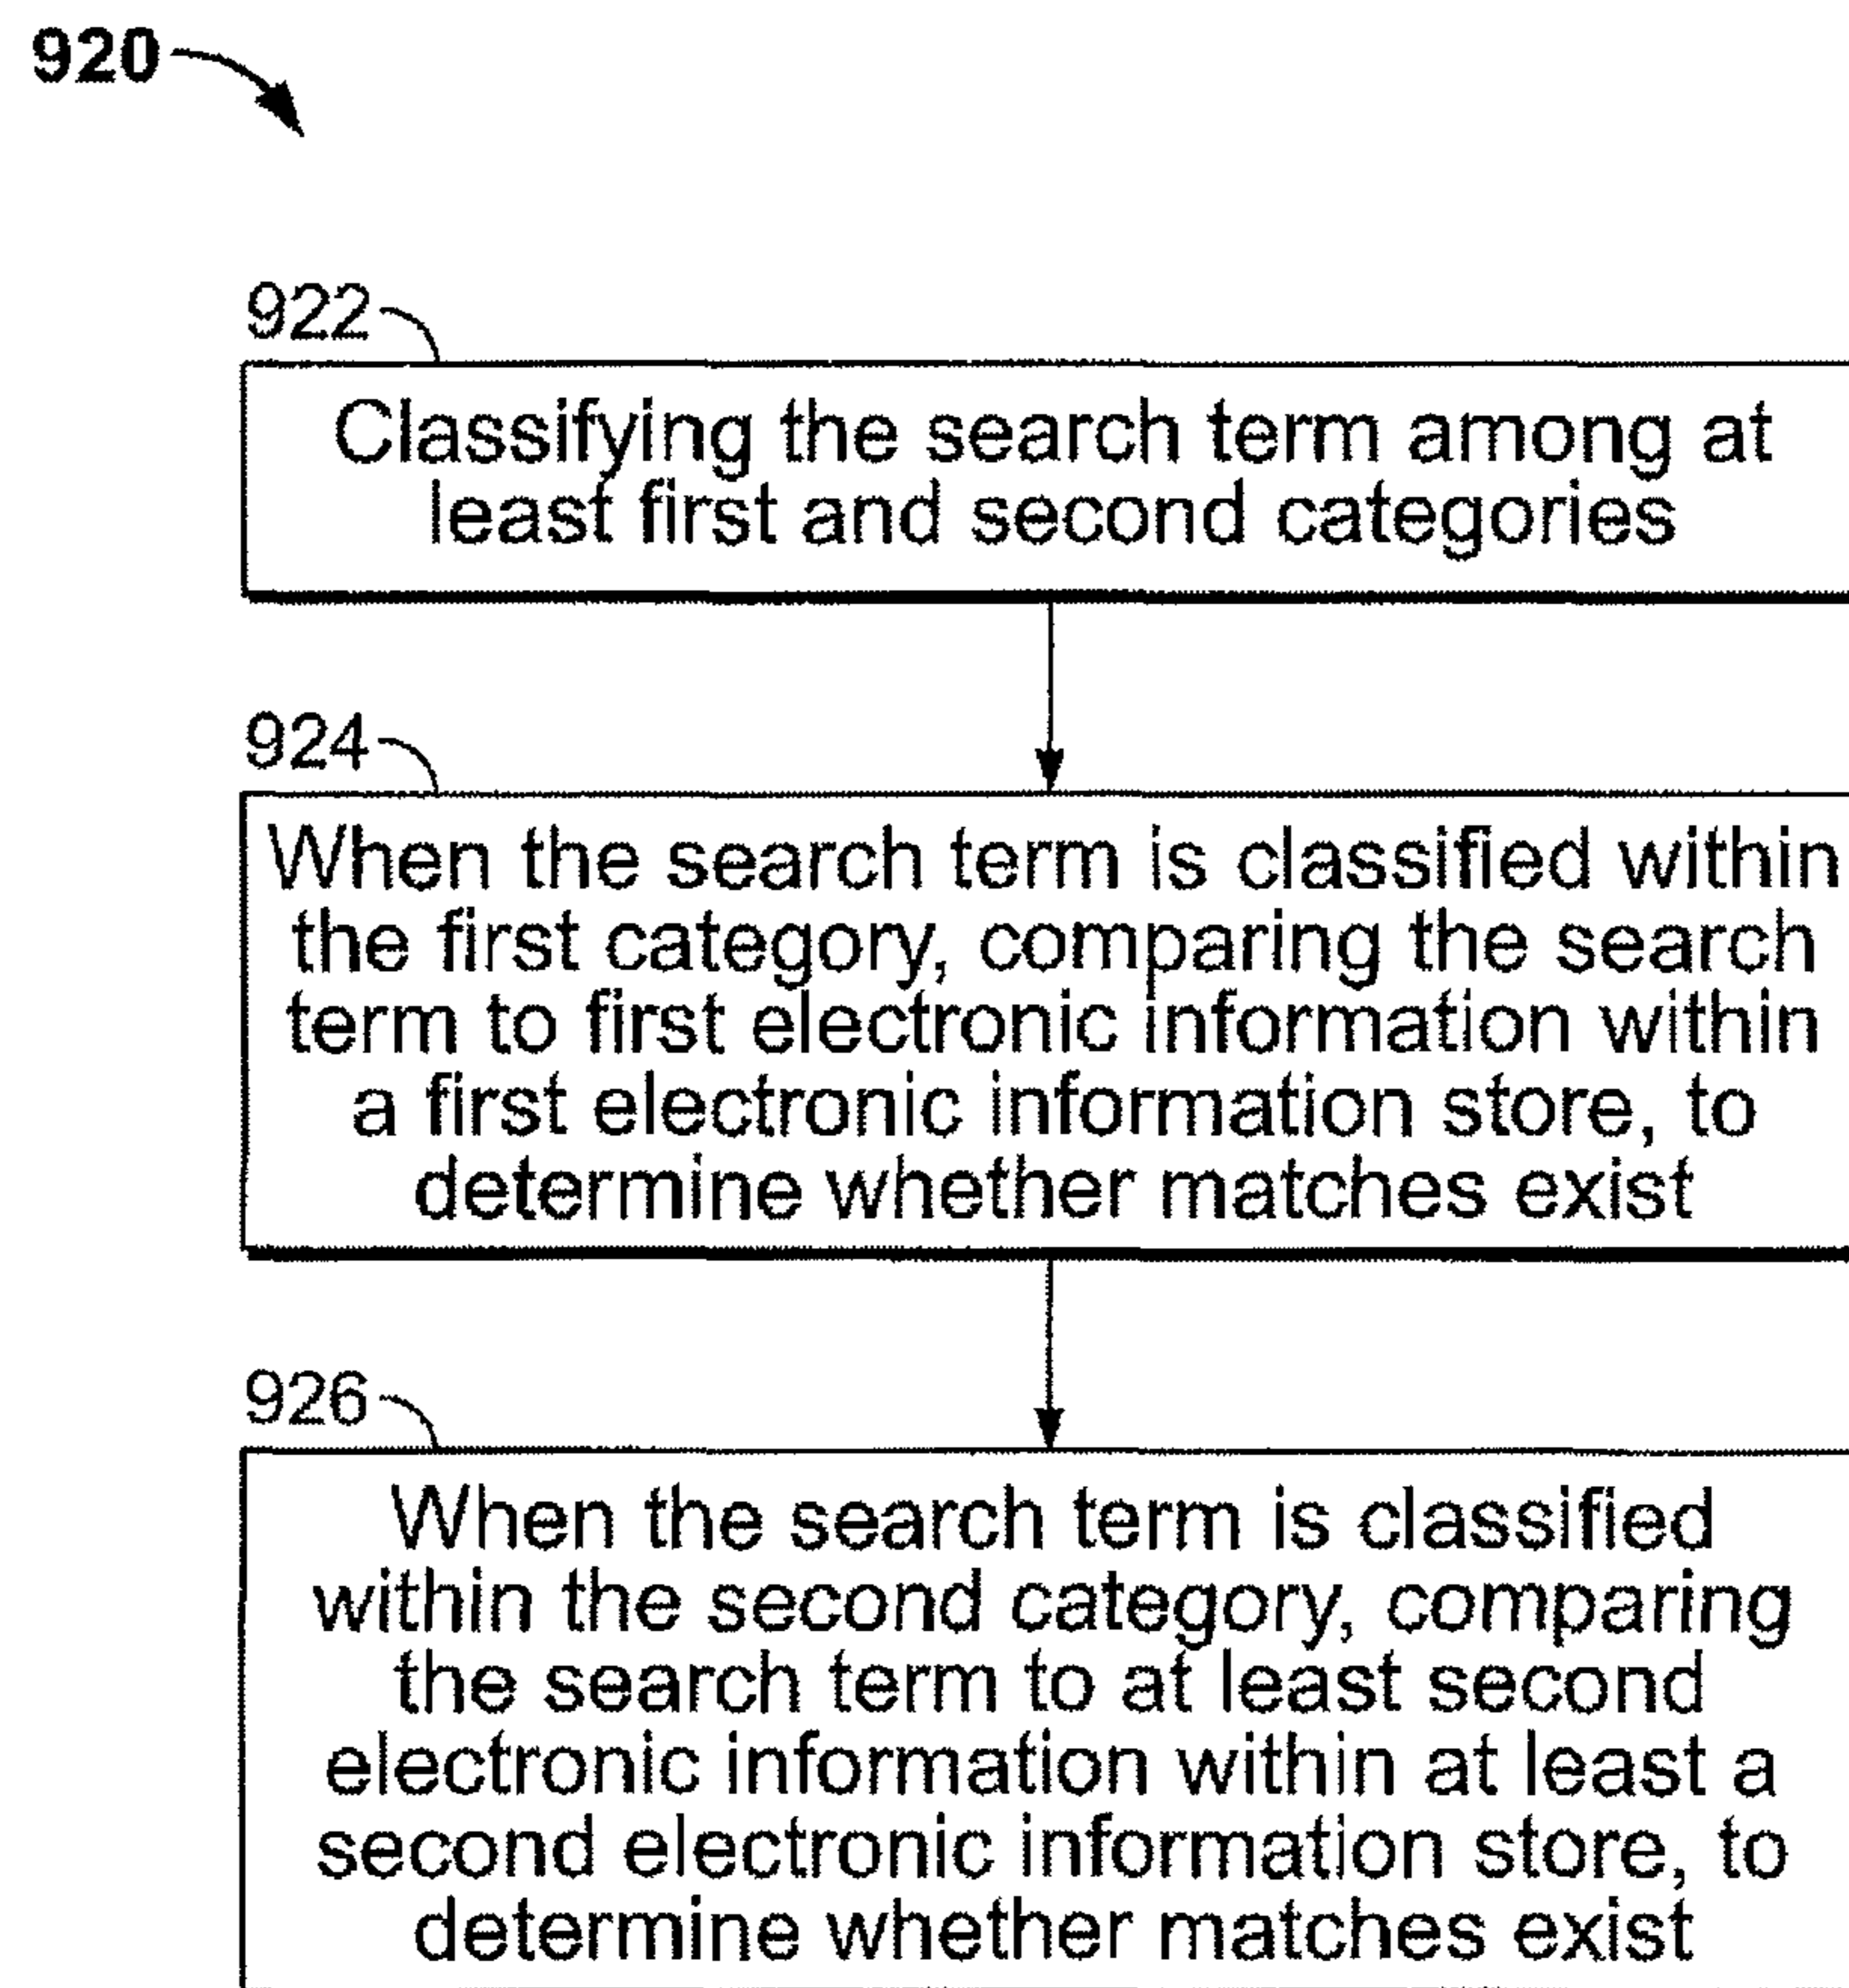 920
922
Classifying the search term among at
least first and second categories
924
When the search term is classified within
the first category, comparing the search
term to first electronic information within
a first electronic information store, to
determine whether matches exist
926
When the search term is classified
within the second category, comparing
the search term to at least second
electronic information within at least a
second electronic information store, to
determine whether matches exist